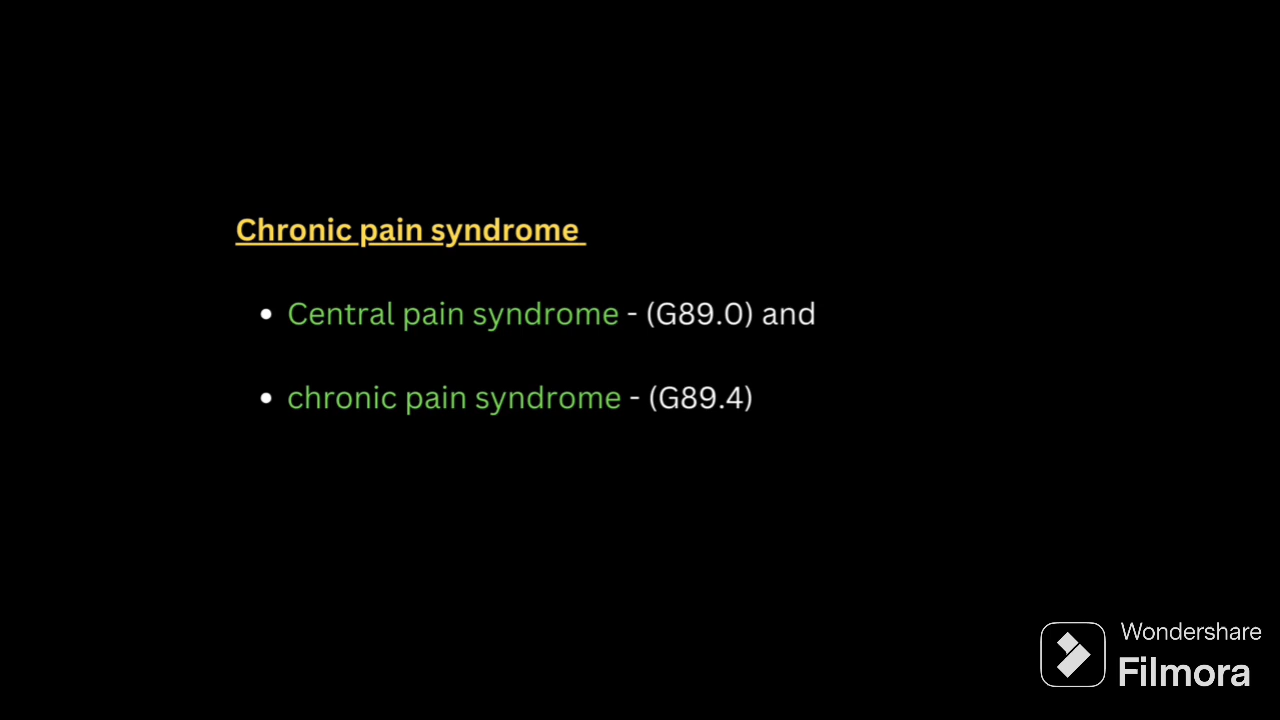 Chronic pain syndrome
• Central pain syndrome - (G89.0) and
• chronic pain syndrome - (G89.4)
Wondershare
Filmora